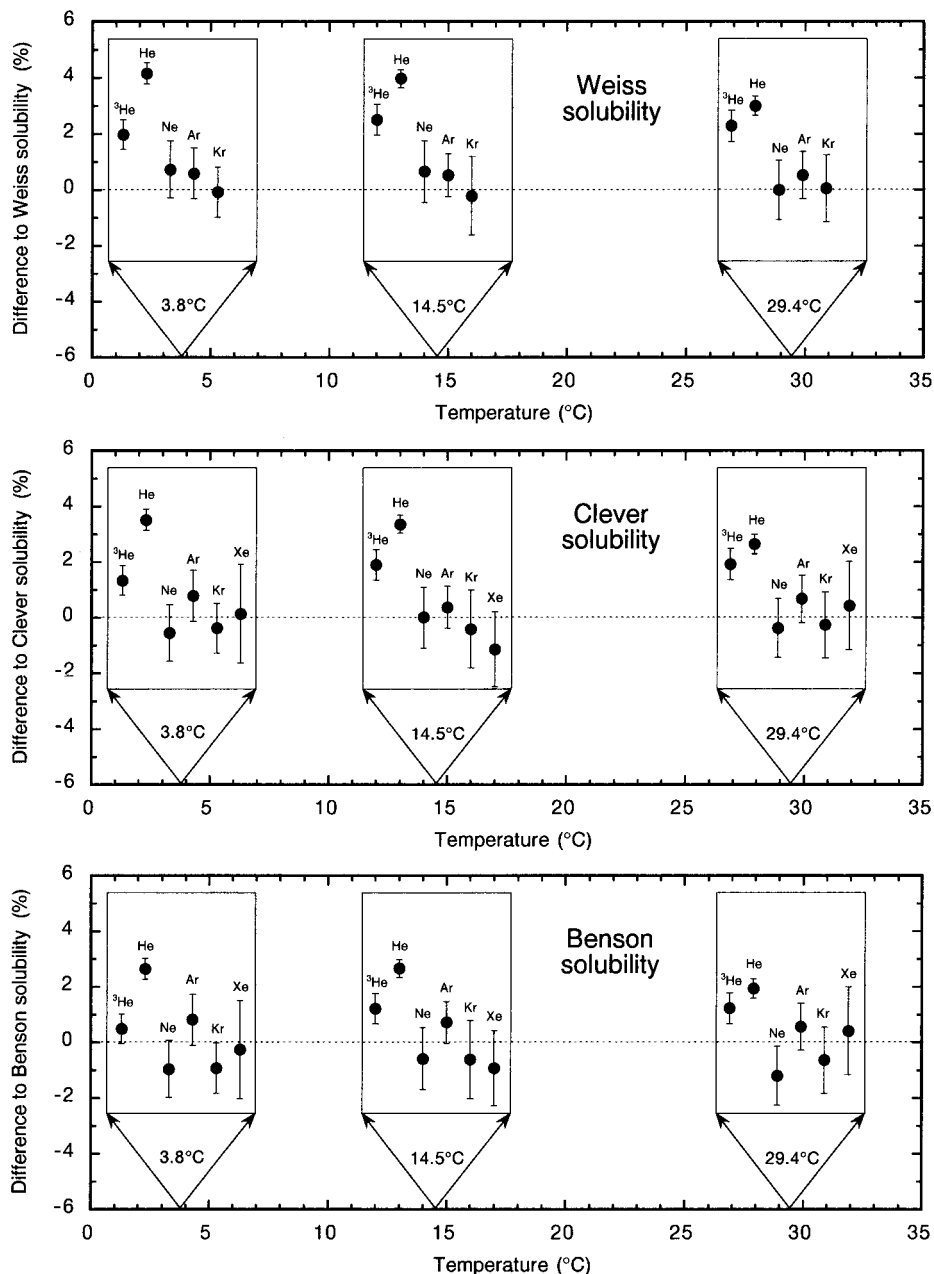 Difference to Weiss solubility (%)
6
4
2
0
-2
-4
-6
³He
He
Ne
Ar
Kr
3.8°C
³He
He
Ne
Ar
Kr
14.5°C
Weiss
solubility
³He
He
Ne
Ar
Kr
29.4°C
0 5 10 15 20 25 30 35
Temperature (°C)
Difference to Clever solubility (%)
6
4
2
0
-2
-4
-6
³He
He
Ne
Ar
Kr
Xe
3.8°C
³He
He
Ne
Ar
Kr
Xe
14.5°C
Clever
solubility
³He
He
Ne
Ar
Kr
Xe
29.4°C
0 5 10 15 20 25 30 35
Temperature (°C)
Difference to Benson solubility (%)
6
4
2
0
-2
-4
-6
³He
He
Ne
Ar
Kr
Xe
3.8°C
³He
He
Ne
Ar
Kr
Xe
14.5°C
Benson
solubility
³He
He
Ne
Ar
Kr
Xe
29.4°C
0 5 10 15 20 25 30 35
Temperature (°C)